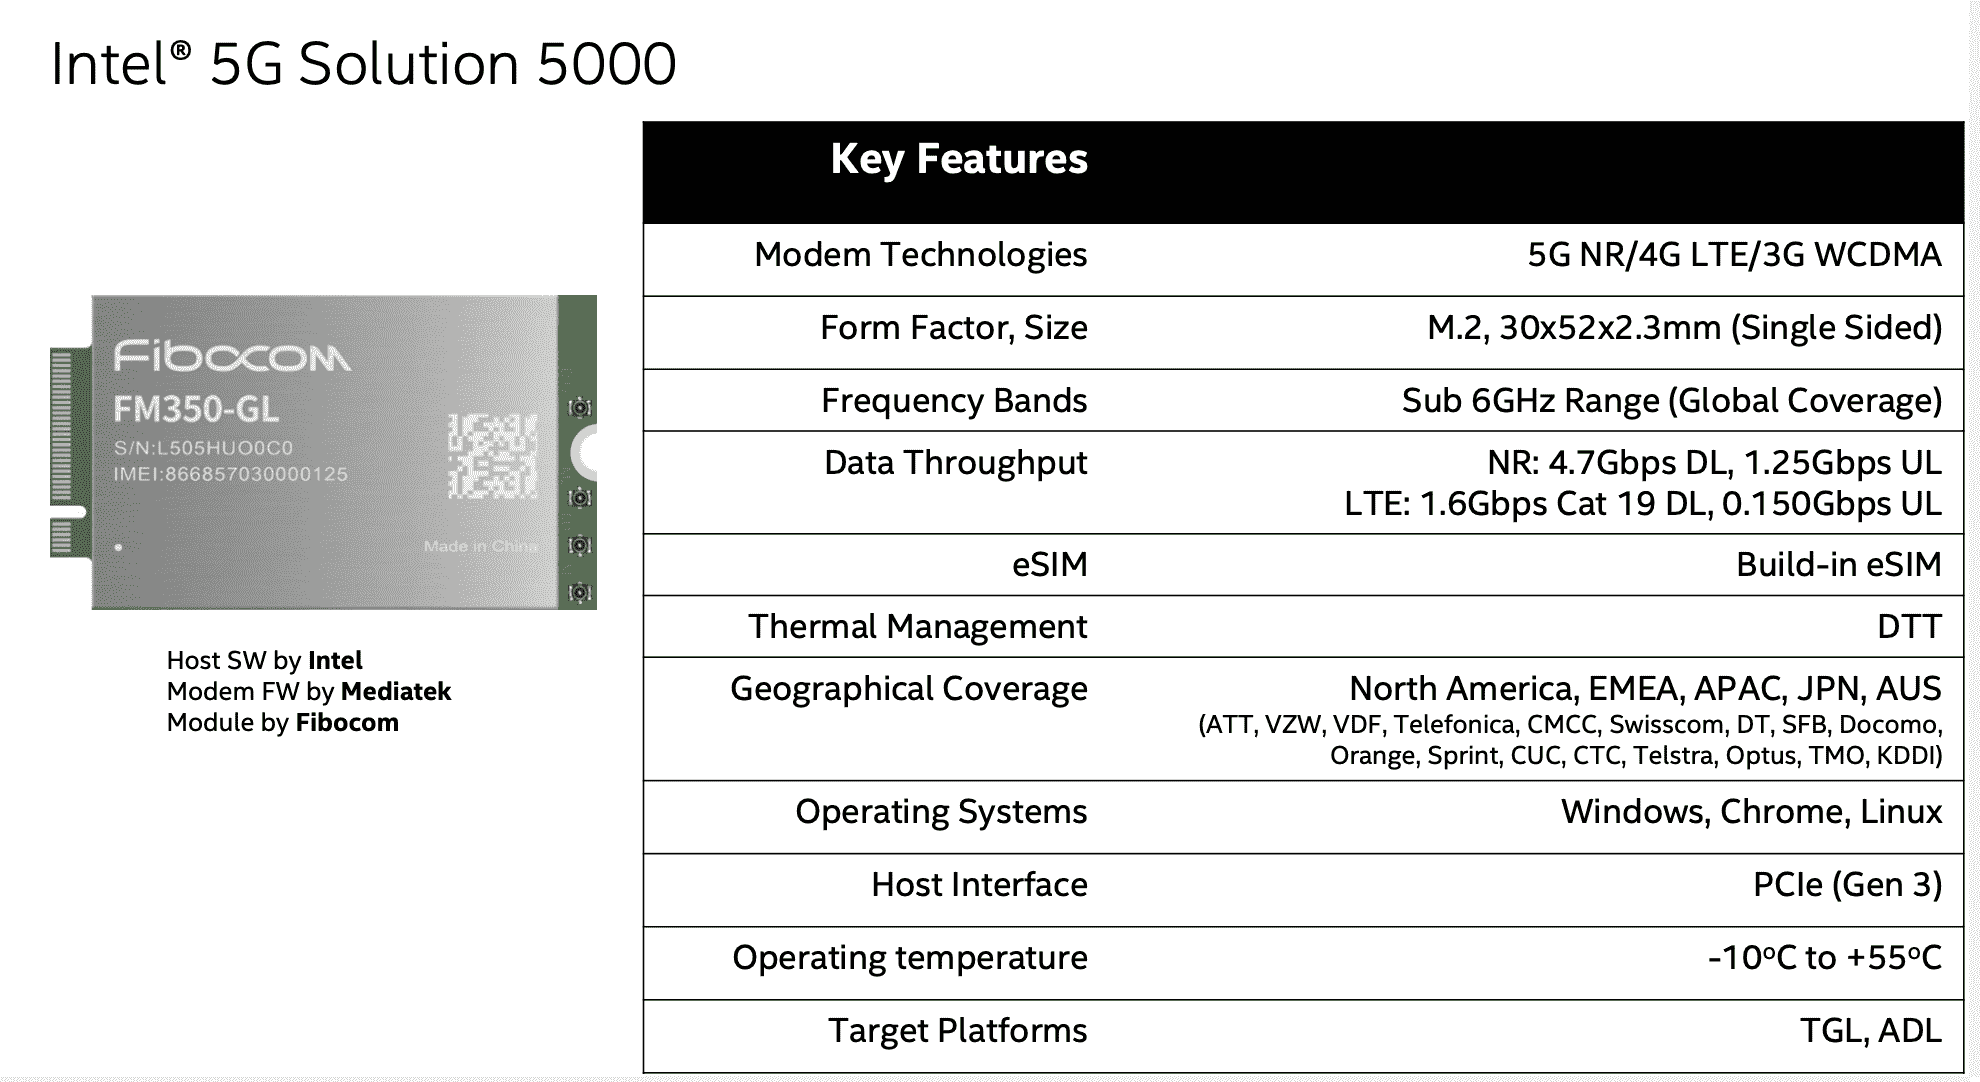 Intel® 5G Solution 5000
Fibocom
FM350-GL
S/N:L505HUO0C0
IMEI:866857030000125
Made in China
Host SW by Intel
Modem FW by Mediatek
Module by Fibocom
Key Features
Modem Technologies 5G NR/4G LTE/3G WCDMA
Form Factor, Size M.2, 30x52x2.3mm (Single Sided)
Frequency Bands Sub 6GHz Range (Global Coverage)
Data Throughput NR: 4.7Gbps DL, 1.25Gbps UL
LTE: 1.6Gbps Cat 19 DL, 0.150Gbps UL
eSIM Build-in eSIM
Thermal Management DTT
Geographical Coverage North America, EMEA, APAC, JPN, AUS
(ATT, VZW, VDF, Telefonica, CMCC, Swisscom, DT, SFB, Docomo,
Orange, Sprint, CUC, CTC, Telstra, Optus, TMO, KDDI)
Operating Systems Windows, Chrome, Linux
Host Interface PCIe (Gen 3)
Operating temperature -10ºC to +55ºC
Target Platforms TGL, ADL